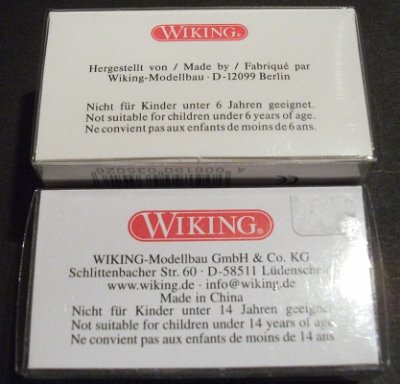 WIKING®
Hergestellt von / Made by / Fabriqué par
Wiking-Modellbau · D-12099 Berlin
Nicht für Kinder unter 6 Jahren geeignet.
Not suitable for children under 6 years of age.
Ne convient pas aux enfants de moins de 6 ans.
4 006190 035026
WIKING®
WIKING-Modellbau GmbH & Co. KG
Schlittenbacher Str. 60 · D-58511 Lüdenscheid
www.wiking.de · info@wiking.de
Made in China
Nicht für Kinder unter 14 Jahren geeignet
Not suitable for children under 14 years of age
Ne convient pas aux enfants de moins de 14 ans